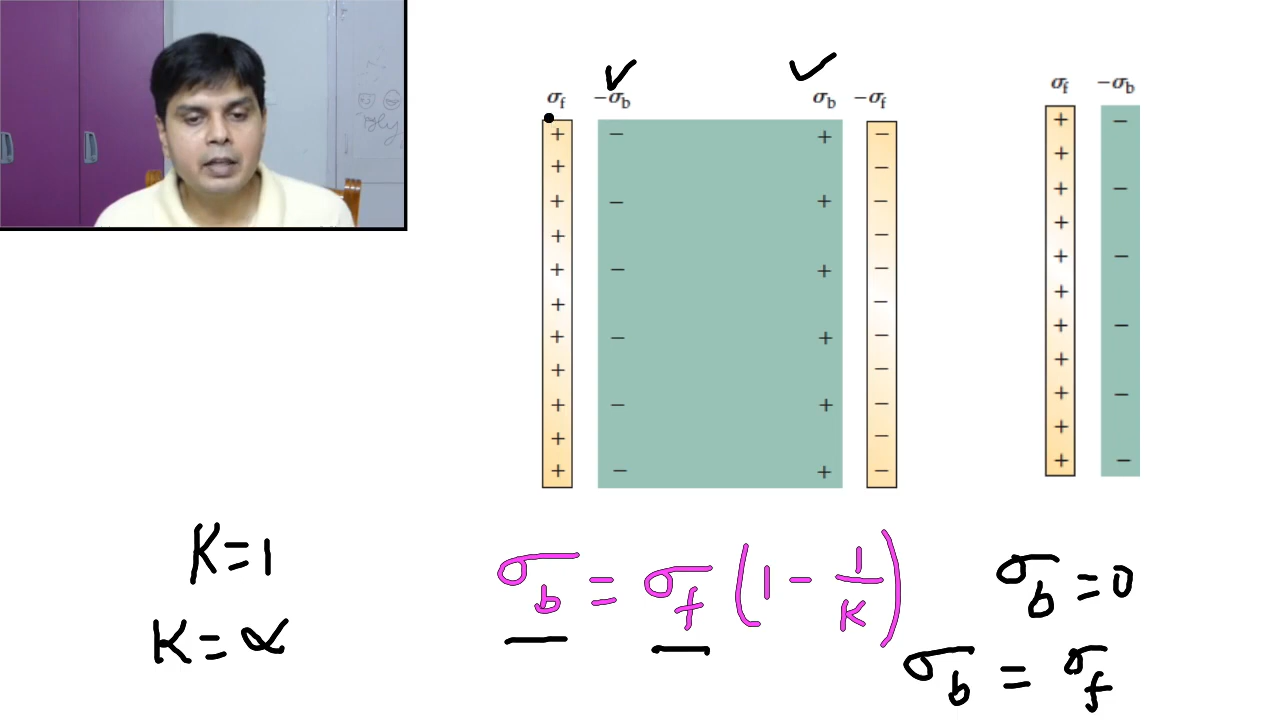 σf −σb σb −σf
σf −σb
K=1
K=∝
σb = σf (1 − 1/K)
σb = 0
σb = σf